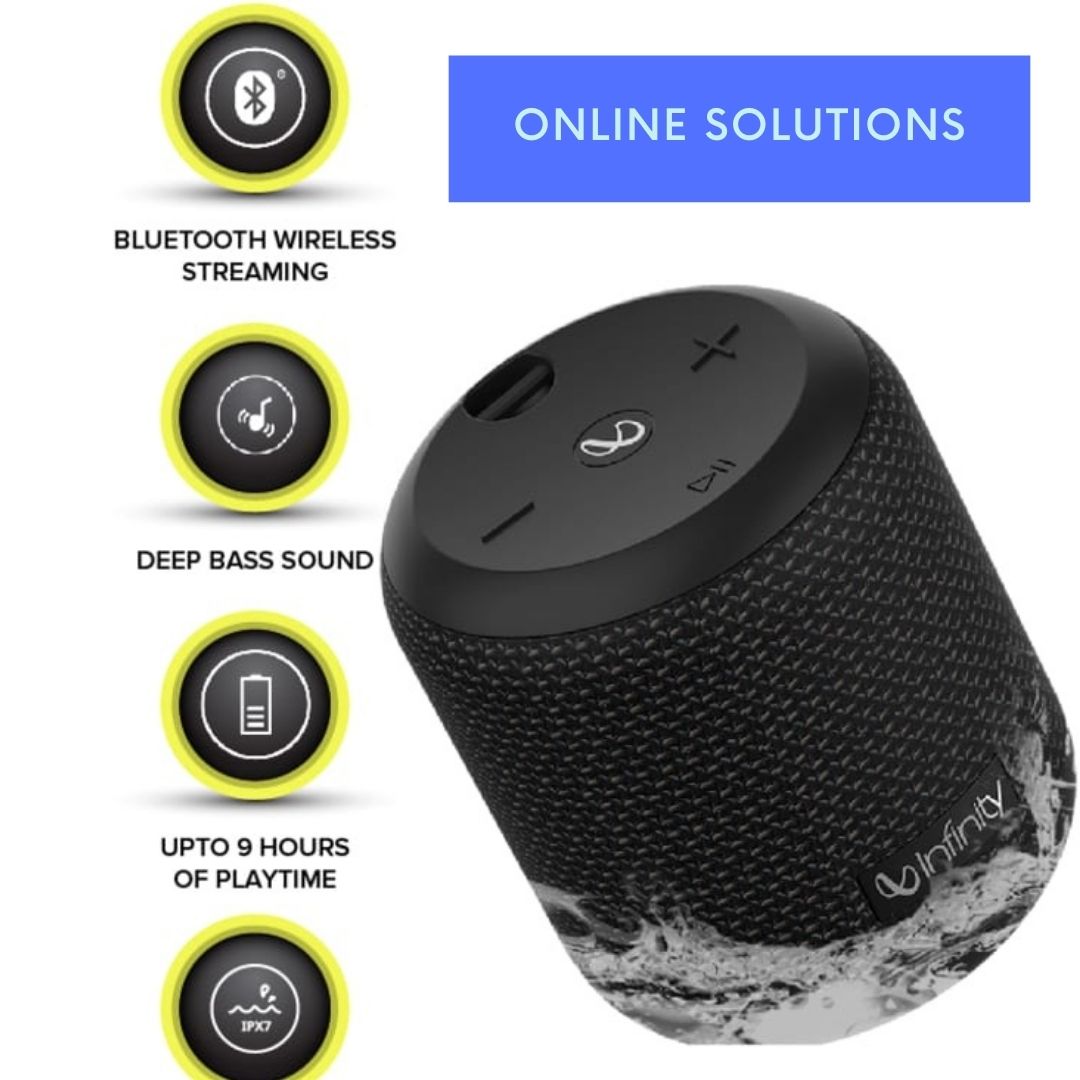 ONLINE SOLUTIONS
BLUETOOTH WIRELESS
STREAMING
DEEP BASS SOUND
UPTO 9 HOURS
OF PLAYTIME
IPX7
Infinity